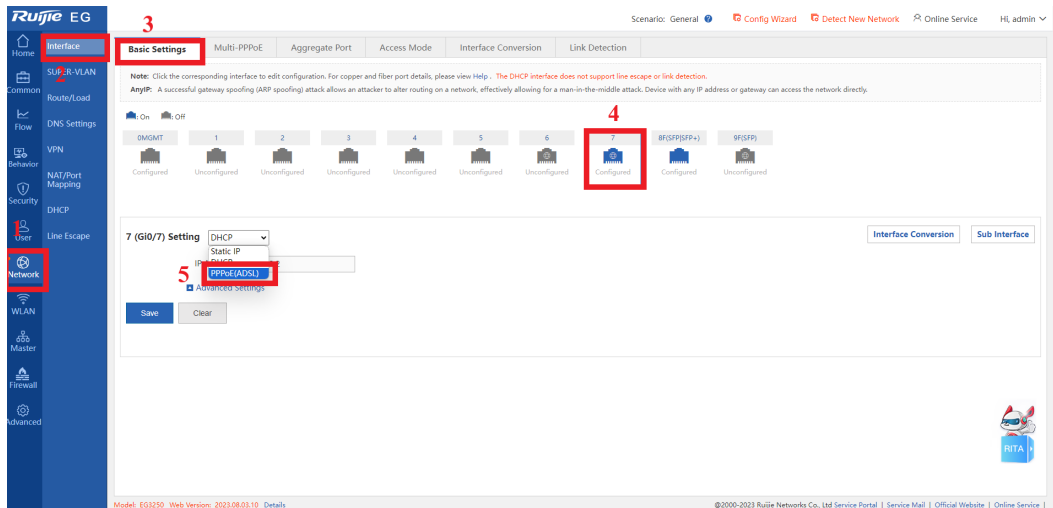 Ruijie EG
Scenario: General
Config Wizard
Detect New Network
Online Service
Hi, admin
3
Home
Common
Flow
Behavior
Security
1
User
Network
WLAN
Master
Firewall
Advanced
Interface
SUPER-VLAN
2
Route/Load
DNS Settings
VPN
NAT/Port
Mapping
DHCP
Line Escape
Basic Settings
Multi-PPPoE
Aggregate Port
Access Mode
Interface Conversion
Link Detection
Note: Click the corresponding interface to edit configuration. For copper and fiber port details, please view Help . The DHCP interface does not support line escape or link detection.
AnyIP: A successful gateway spoofing (ARP spoofing) attack allows an attacker to alter routing on a network, effectively allowing for a man-in-the-middle attack. Device with any IP address or gateway can access the network directly.
: On : Off
4
0MGMT 1 2 3 4 5 6 7 8F(SFP|SFP+) 9F(SFP)
Configured Unconfigured Unconfigured Unconfigured Unconfigured Unconfigured Unconfigured Configured Configured Unconfigured
7 (Gi0/7) Setting DHCP
Interface Conversion
Sub Interface
Static IP
IP
DHCP
5
PPPoE(ADSL)
Advanced Settings
Save
Clear
RITA
Model: EG3250 Web Version: 2023.08.03.10 Details
©2000-2023 Ruijie Networks Co., Ltd Service Portal | Service Mail | Official Website | Online Service |